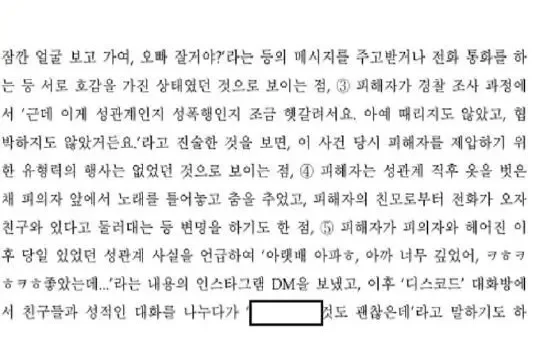 잠깐 얼굴 보고 가여, 오빠 잘거야?’라는 등의 메시지를 주고받거나 전화 통화를 하
는 등 서로 호감을 가진 상태였던 것으로 보이는 점, ③ 피해자가 경찰 조사 과정에
서 ‘근데 이게 성관계인지 성폭행인지 조금 헷갈려서요. 아예 때리지도 않았고, 협
박하지도 않았거든요.’라고 진술한 것을 보면, 이 사건 당시 피해자를 제압하기 위
한 유형력의 행사는 없었던 것으로 보이는 점, ④ 피해자는 성관계 직후 옷을 벗은
채 피의자 앞에서 노래를 틀어놓고 춤을 추었고, 피해자의 친모로부터 전화가 오자
친구와 있다고 둘러대는 등 변명을 하기도 한 점, ⑤ 피해자가 피의자와 헤어진 이
후 당일 있었던 성관계 사실을 언급하여 ‘아랫배 아파ㅎ, 아까 너무 깊었어, ㅋㅎㅋ
ㅎㅋㅎ좋았는데...’라는 내용의 인스타그램 DM을 보냈고, 이후 ‘디스코드’ 대화방에
서 친구들과 성적인 대화를 나누다가 ‘ 것도 괜찮은데’라고 말하기도 하